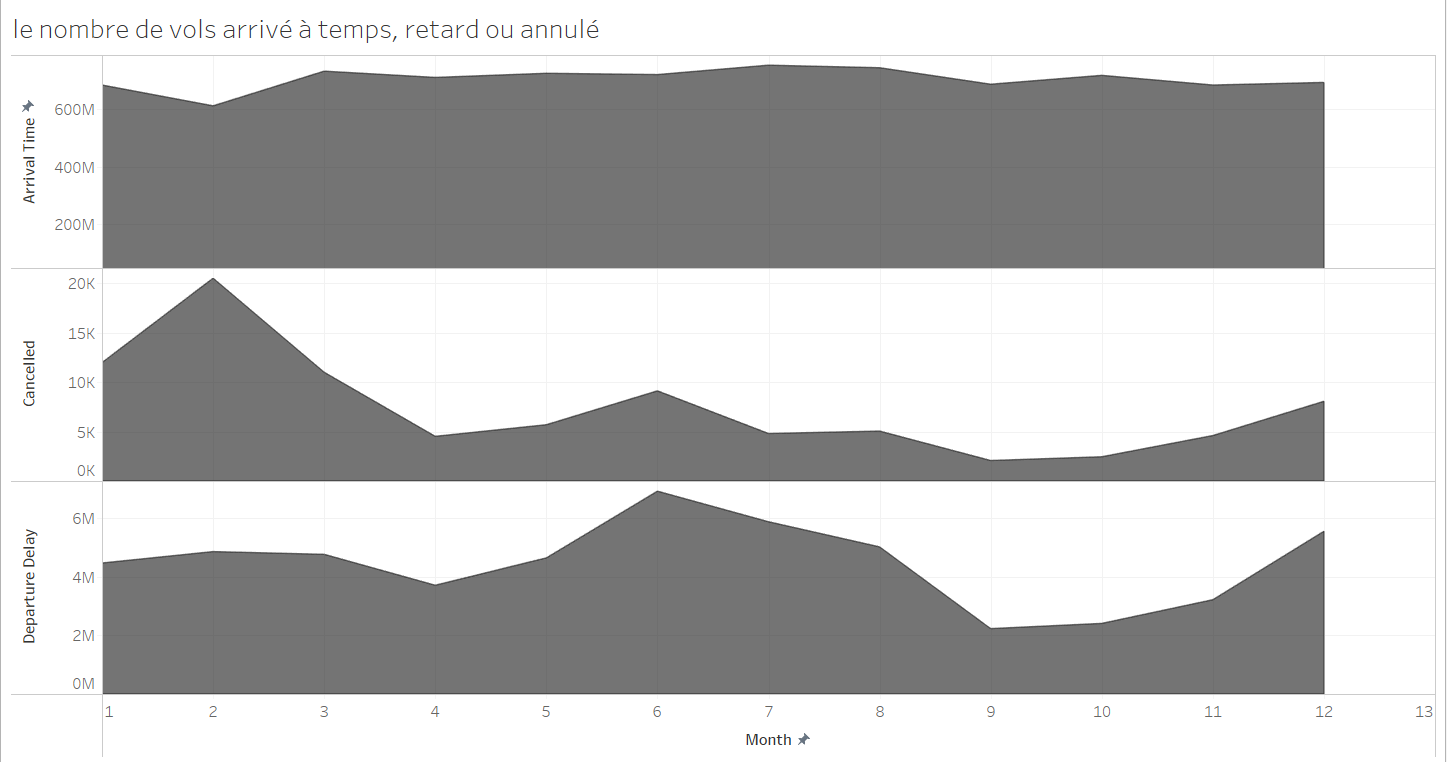 le nombre de vols arrivé à temps, retard ou annulé
Arrival Time
600M
400M
200M
Cancelled
20K
15K
10K
5K
0K
Departure Delay
6M
4M
2M
0M
1 2 3 4 5 6 7 8 9 10 11 12 13
Month